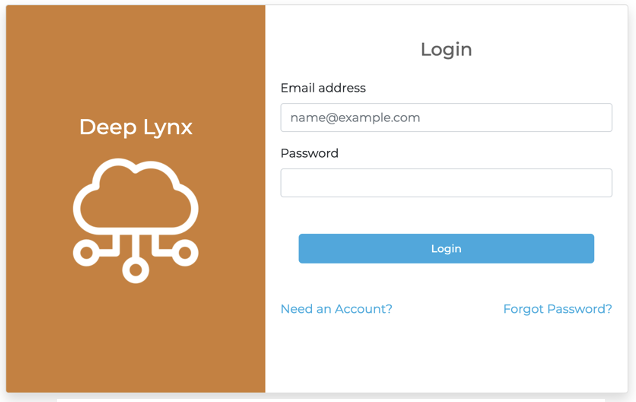 Deep Lynx
Login
Email address
name@example.com
Password
Login
Need an Account?
Forgot Password?